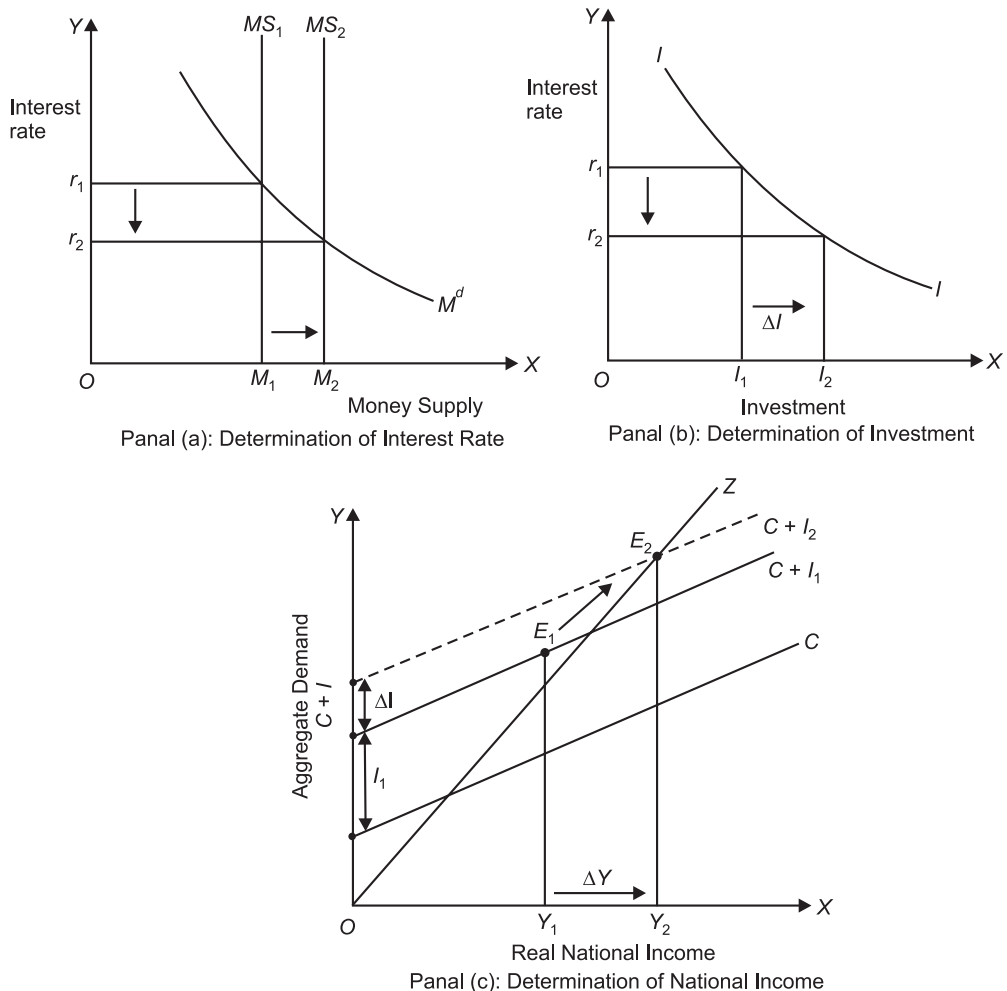 Y
MS₁
MS₂
Interest
rate
r₁
r₂
Mᵈ
O
M₁
M₂
X
Money Supply
Panal (a): Determination of Interest Rate
Y
I
Interest
rate
r₁
r₂
ΔI
I
O
I₁
I₂
X
Investment
Panal (b): Determination of Investment
Y
Z
C + I₂
E₂
C + I₁
E₁
C
Aggregate Demand
C + I
ΔI
I₁
ΔY
O
Y₁
Y₂
X
Real National Income
Panal (c): Determination of National Income